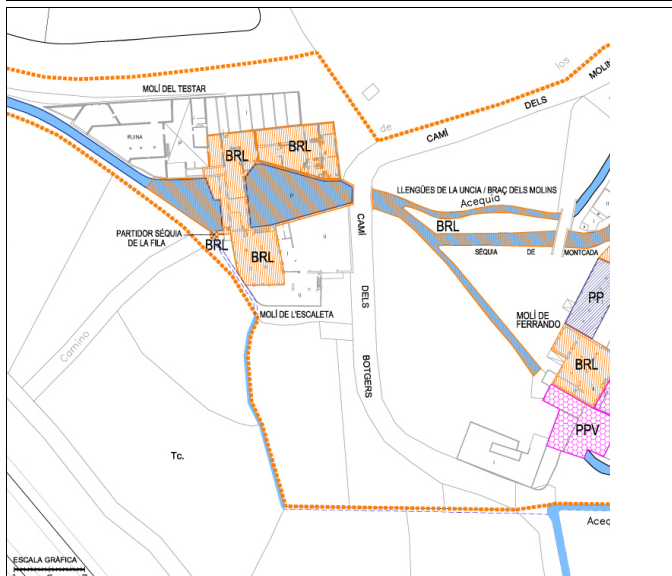 los
MOLIN
de
DELS
CAMÍ
MOLÍ DEL TESTAR
RUINA
P
I
BRL
BRL
P
LLENGÜES DE LA UNCIA / BRAÇ DELS MOLINS
Acequia
BRL
SÉQUIA DE MONTCADA
PARTIDOR SÉQUIA
DE LA FILA
BRL
BRL
CAMÍ
DELS
BOTGERS
PP
MOLÍ DE
FERRANDO
MOLÍ DE L'ESCALETA
Camino
BRL
PPV
Tc.
Aceq
ESCALA GRÀFICA